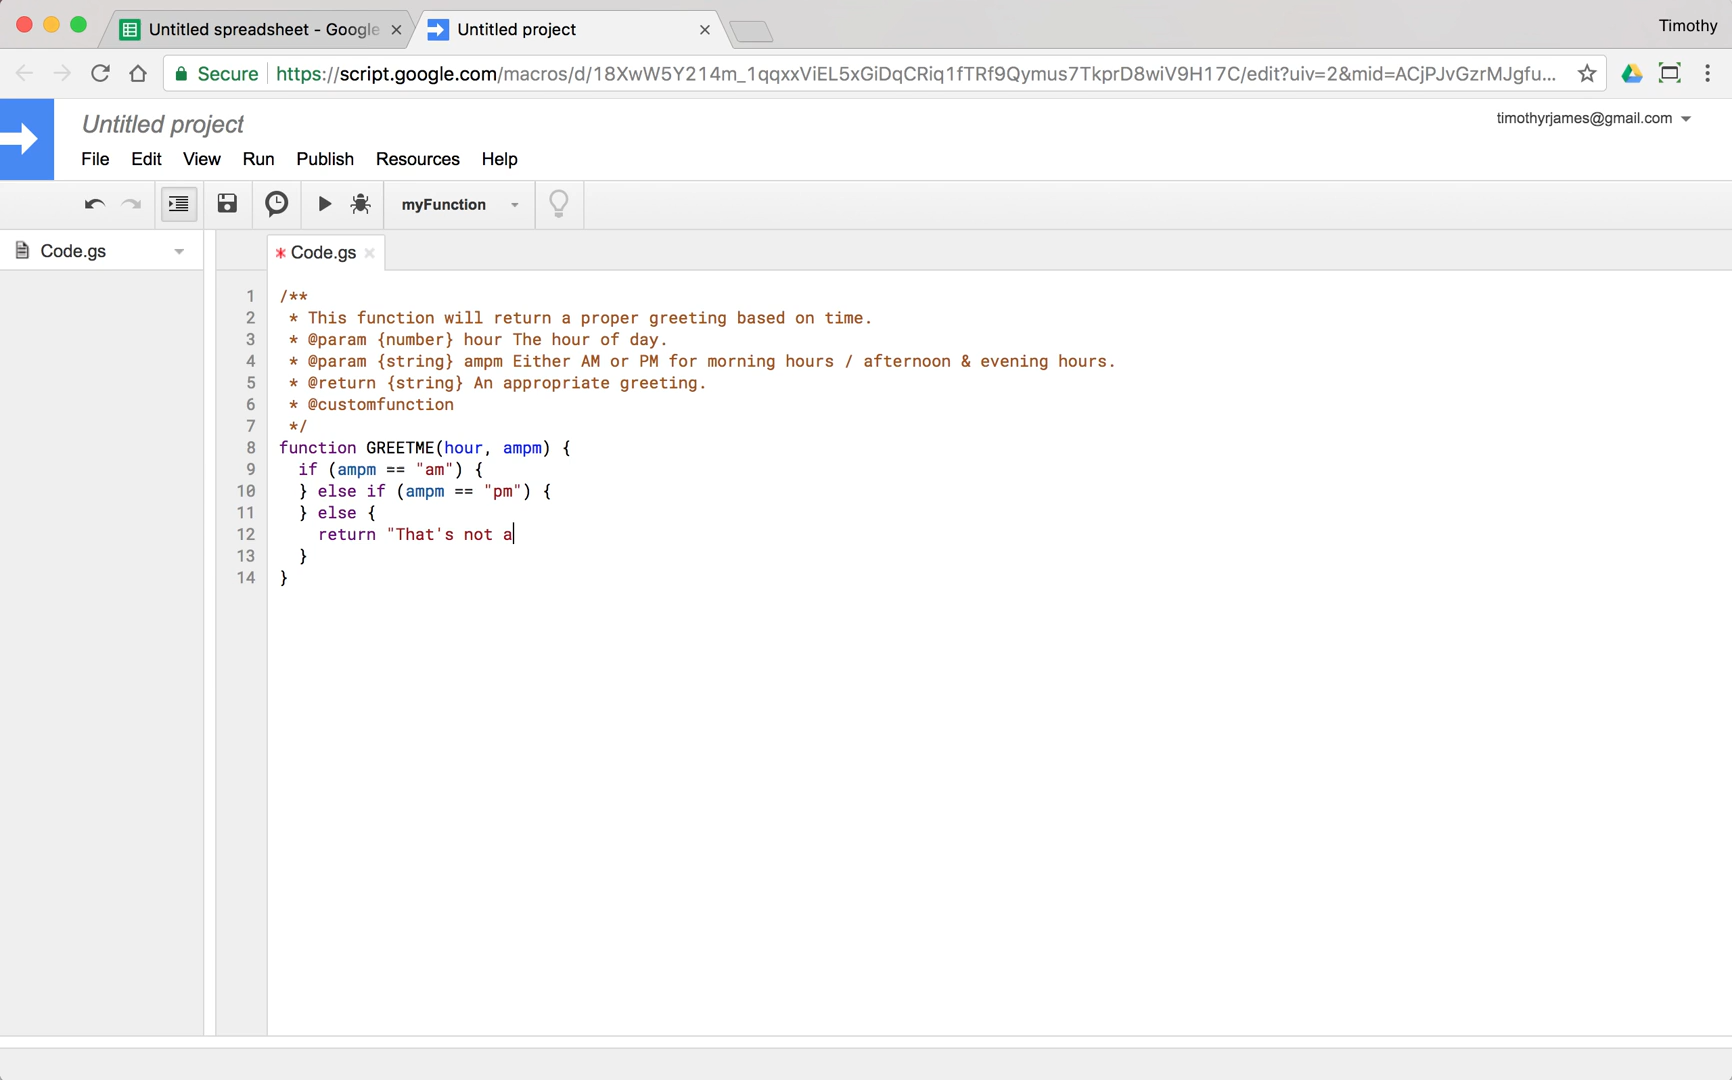 Untitled spreadsheet - Google
Untitled project
Timothy
Secure https://script.google.com/macros/d/18XwW5Y214m_1qqxxViEL5xGiDqCRiq1fTRf9Qymus7TkprD8wiV9H17C/edit?uiv=2&mid=ACjPJvGzrMJgfu...
Untitled project
timothyrjames@gmail.com
File Edit View Run Publish Resources Help
myFunction
Code.gs
* Code.gs
1 /**
2 * This function will return a proper greeting based on time.
3 * @param {number} hour The hour of day.
4 * @param {string} ampm Either AM or PM for morning hours / afternoon & evening hours.
5 * @return {string} An appropriate greeting.
6 * @customfunction
7 */
8 function GREETME(hour, ampm) {
9 if (ampm == "am") {
10 } else if (ampm == "pm") {
11 } else {
12 return "That's not a
13 }
14 }